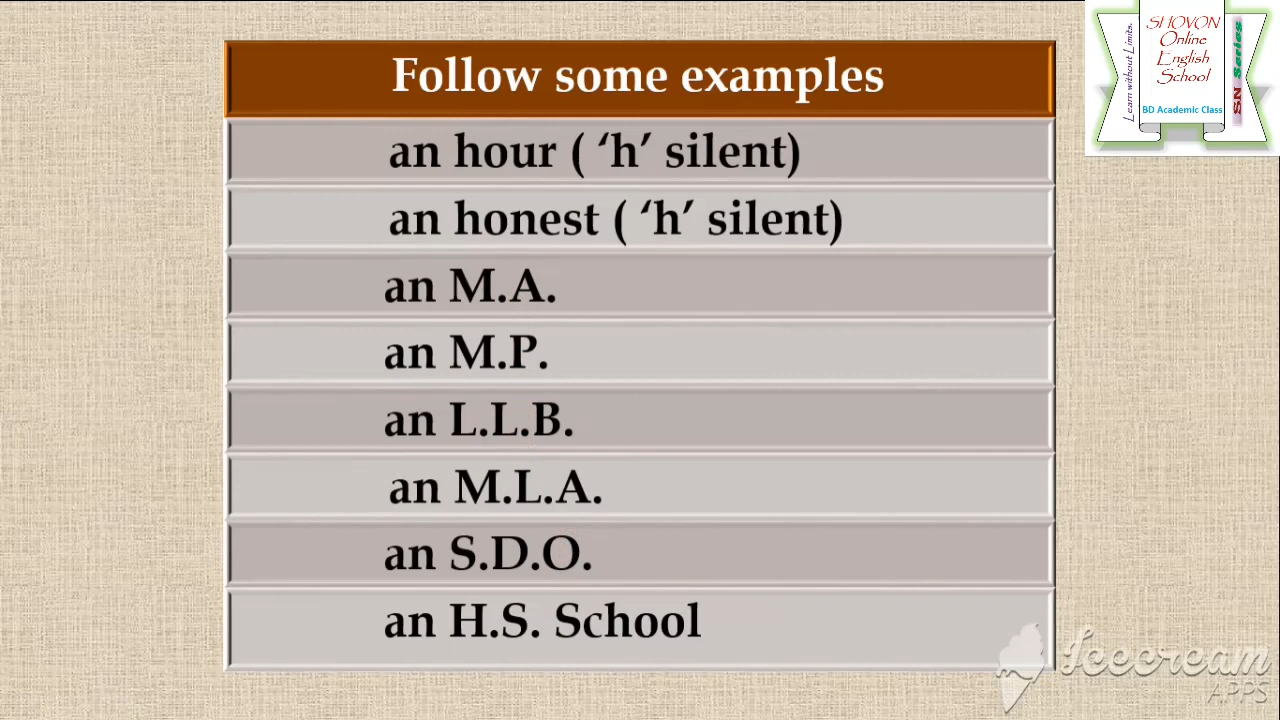 Follow some examples
an hour ( ‘h’ silent)
an honest ( ‘h’ silent)
an M.A.
an M.P.
an L.L.B.
an M.L.A.
an S.D.O.
an H.S. School
Learn without Limits.
SHOVON
Online
English
School
BD Academic Class
SN Series
Icecream
APPS